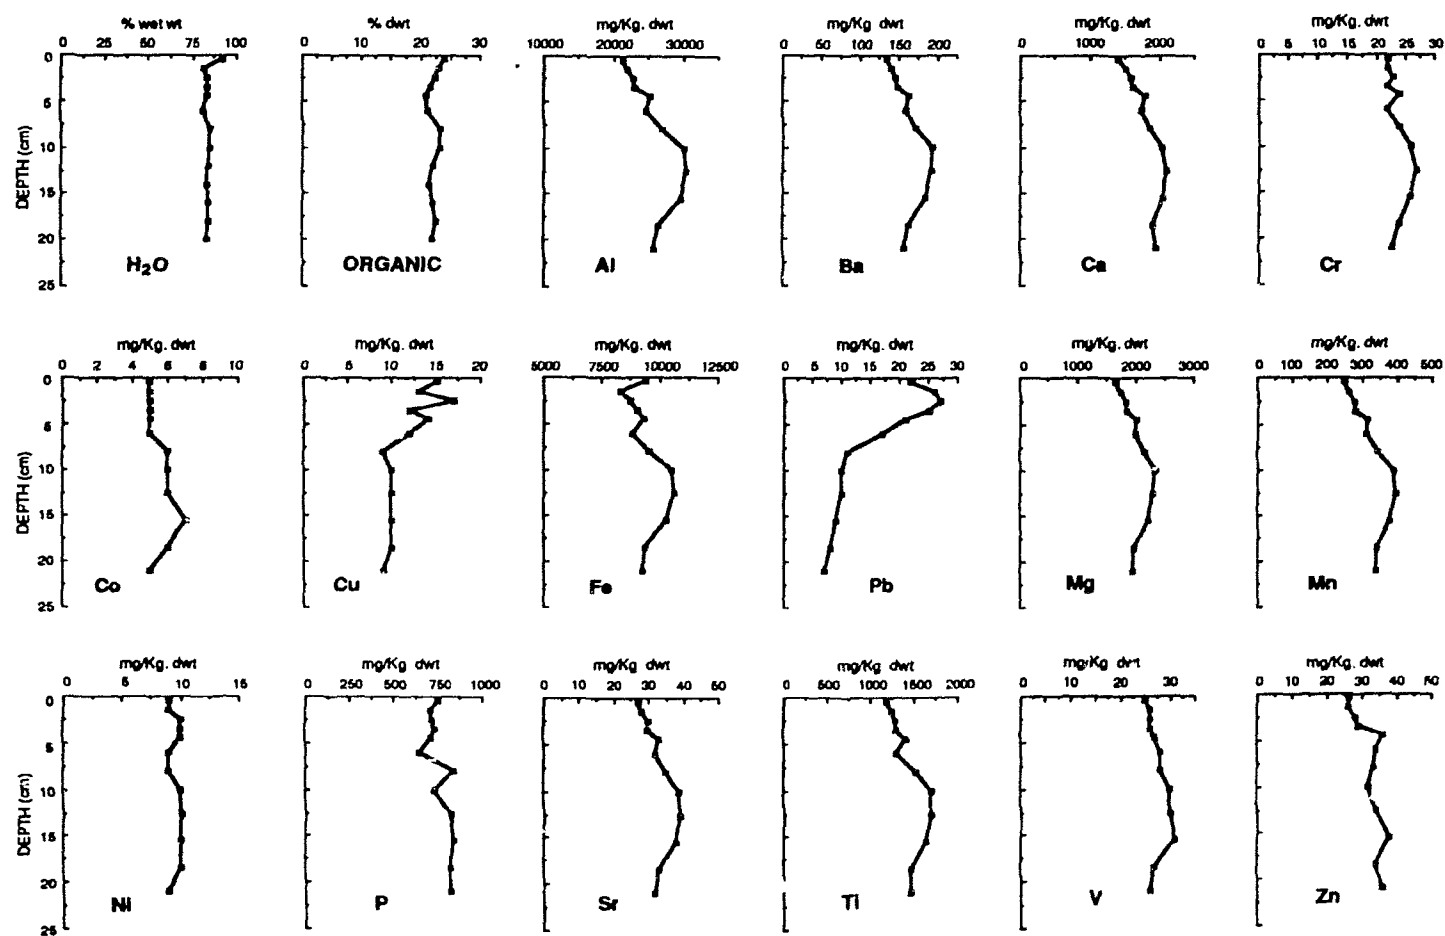 % wet wt % dwt mg/Kg. dwt mg/Kg. dwt mg/Kg. dwt mg/Kg. dwt
0 25 50 75 100 0 10 20 30 10000 20000 30000 0 50 100 150 200 0 1000 2000 0 5 10 15 20 25 30
0
5
10
15
20
25
DEPTH (cm)
H2O ORGANIC Al Ba Ca Cr
mg/Kg. dwt mg/Kg. dwt mg/Kg. dwt mg/Kg. dwt mg/Kg. dwt mg/Kg. dwt
0 2 4 6 8 10 0 5 10 15 20 5000 7500 10000 12500 0 5 10 15 20 25 30 0 1000 2000 3000 0 100 200 300 400 500
0
5
10
15
20
25
DEPTH (cm)
Co Cu Fe Pb Mg Mn
mg/Kg. dwt mg/Kg. dwt mg/Kg dwt mg/Kg. dwt mg/Kg mg/Kg. dwt
0 5 10 15 0 250 500 750 1000 0 10 20 30 40 50 0 500 1000 1500 2000 0 10 20 30 0 10 20 30 40 50
0
5
10
15
20
25
DEPTH (cm)
Ni P Sr Ti V Zn